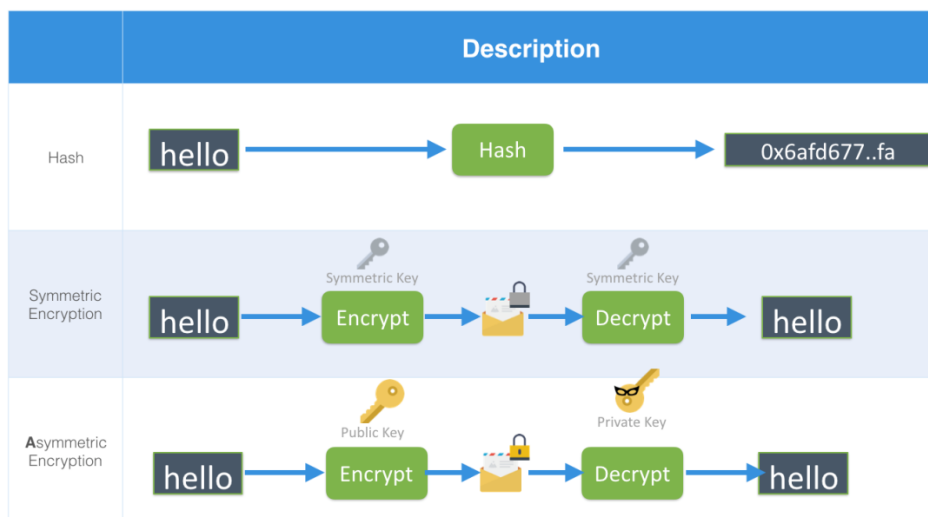 Description
Hash
hello
Hash
0x6afd677..fa
Symmetric Key
Symmetric Key
Symmetric
Encryption
hello
Encrypt
Decrypt
hello
Public Key
Private Key
Asymmetric
Encryption
hello
Encrypt
Decrypt
hello